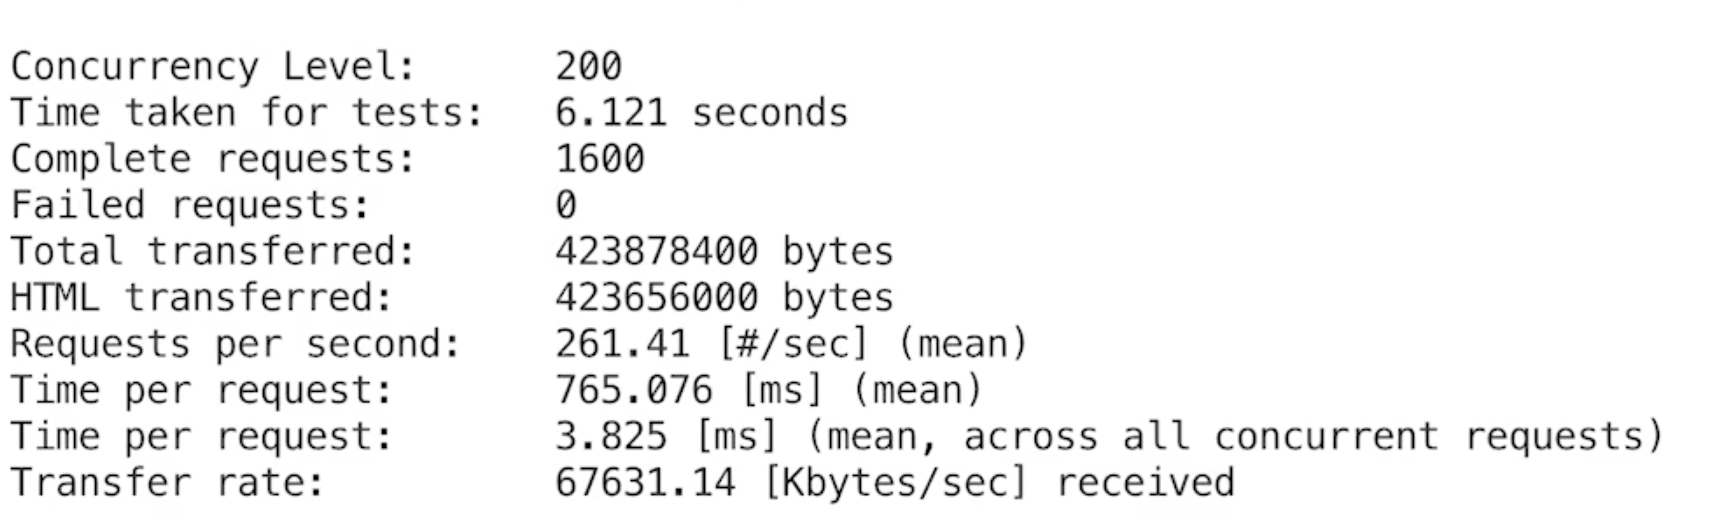 Concurrency Level:      200
Time taken for tests:   6.121 seconds
Complete requests:      1600
Failed requests:        0
Total transferred:      423878400 bytes
HTML transferred:       423656000 bytes
Requests per second:    261.41 [#/sec] (mean)
Time per request:       765.076 [ms] (mean)
Time per request:       3.825 [ms] (mean, across all concurrent requests)
Transfer rate:          67631.14 [Kbytes/sec] received